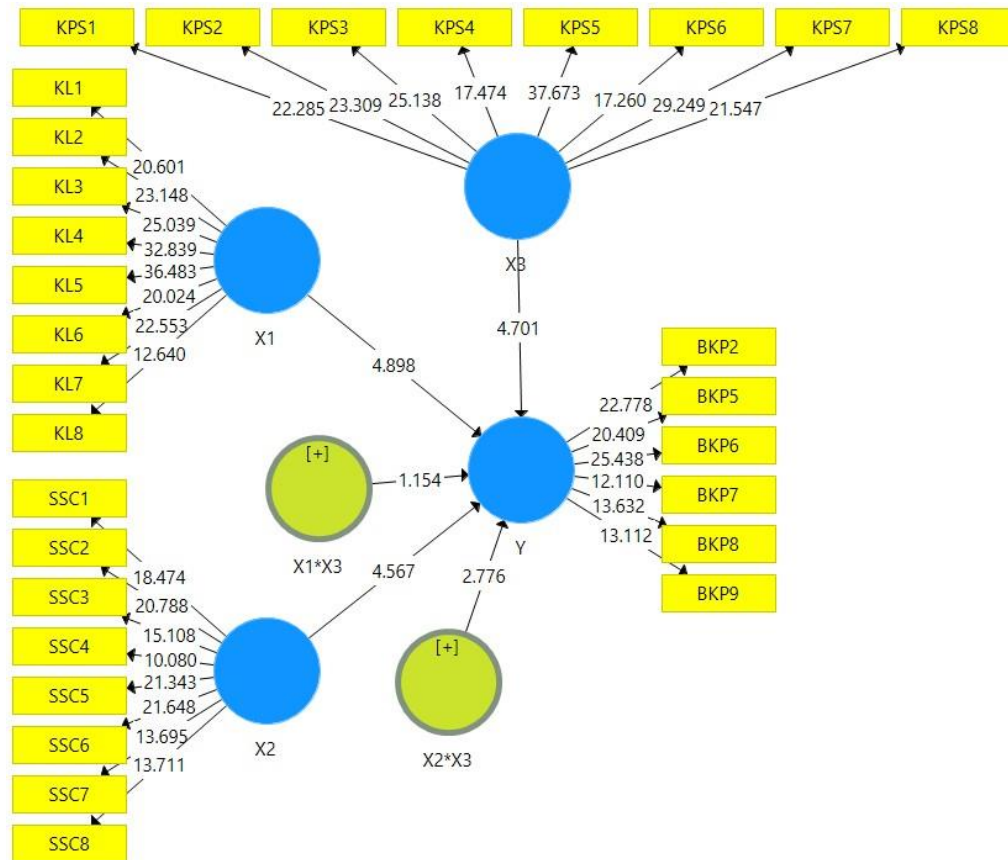 KPS1 KPS2 KPS3 KPS4 KPS5 KPS6 KPS7 KPS8
22.285 23.309 25.138 17.474 37.673 17.260 29.249 21.547
X3
4.701
KL1
KL2
KL3
KL4
KL5
KL6
KL7
KL8
20.601
23.148
25.039
32.839
36.483
20.024
22.553
12.640
X1
4.898
[+]
X1*X3
1.154
SSC1
SSC2
SSC3
SSC4
SSC5
SSC6
SSC7
SSC8
18.474
20.788
15.108
10.080
21.343
21.648
13.695
13.711
X2
4.567
[+]
X2*X3
2.776
Y
22.778
20.409
25.438
12.110
13.632
13.112
BKP2
BKP5
BKP6
BKP7
BKP8
BKP9